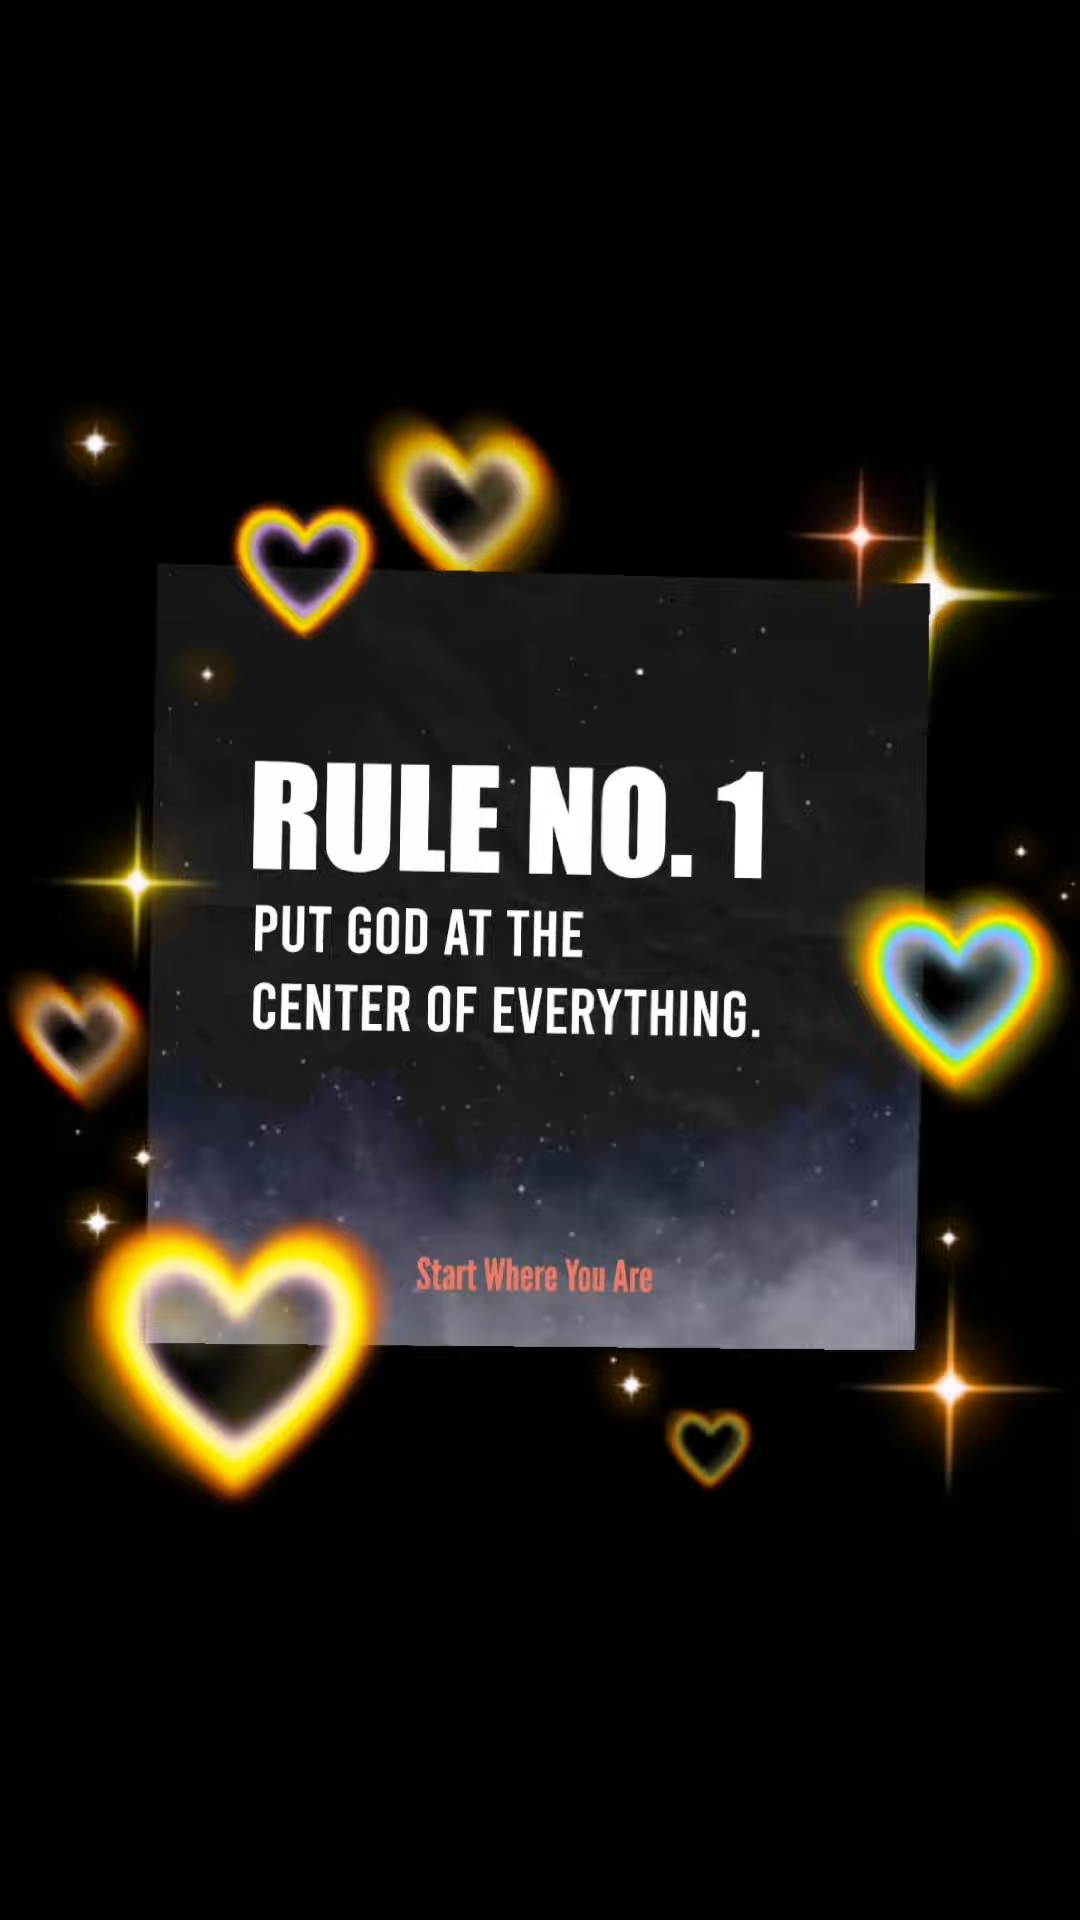 RULE NO. 1
PUT GOD AT THE
CENTER OF EVERYTHING.
Start Where You Are